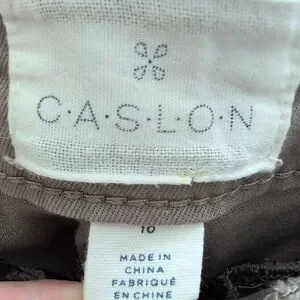 C·A·S·L·O·N
10
MADE IN
CHINA
FABRIQUÉ
EN CHINE